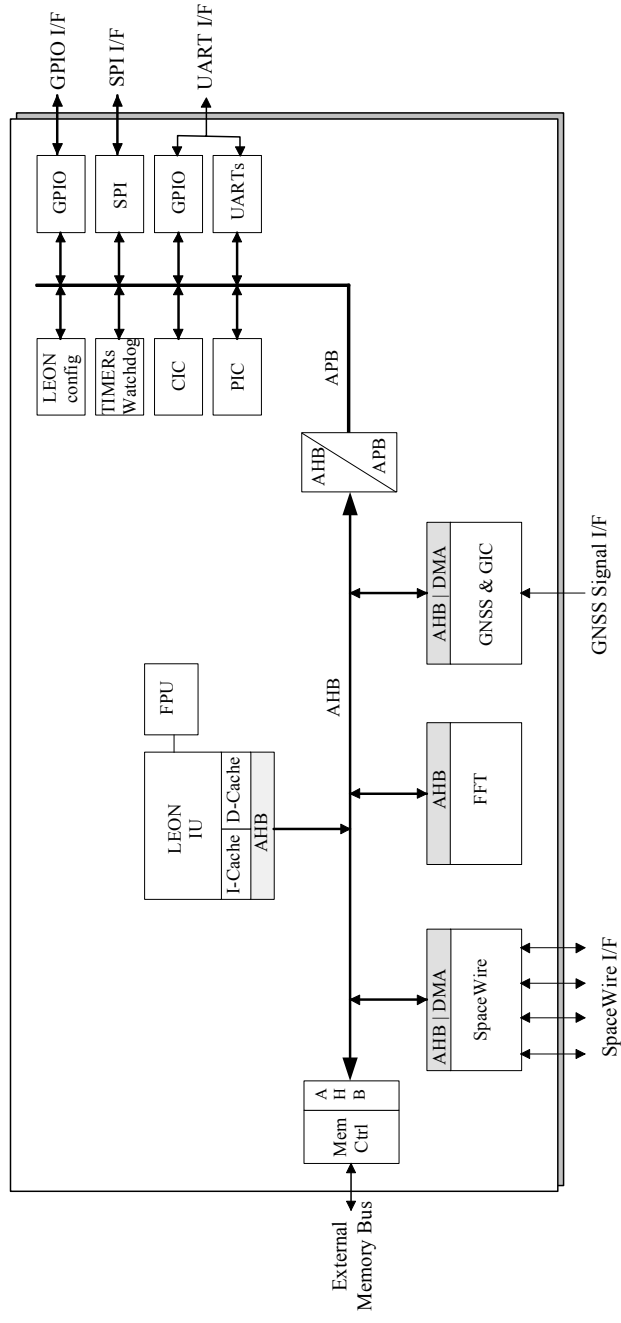 GPIO I/F
SPI I/F
UART I/F
GPIO
SPI
GPIO
UARTs
LEON
config
TIMERs
Watchdog
CIC
PIC
APB
AHB
APB
FPU
LEON
IU
I-Cache
D-Cache
AHB
AHB
AHB | DMA
GNSS & GIC
GNSS Signal I/F
AHB
FFT
AHB | DMA
SpaceWire
SpaceWire I/F
A
H
B
Mem
Ctrl
External
Memory Bus